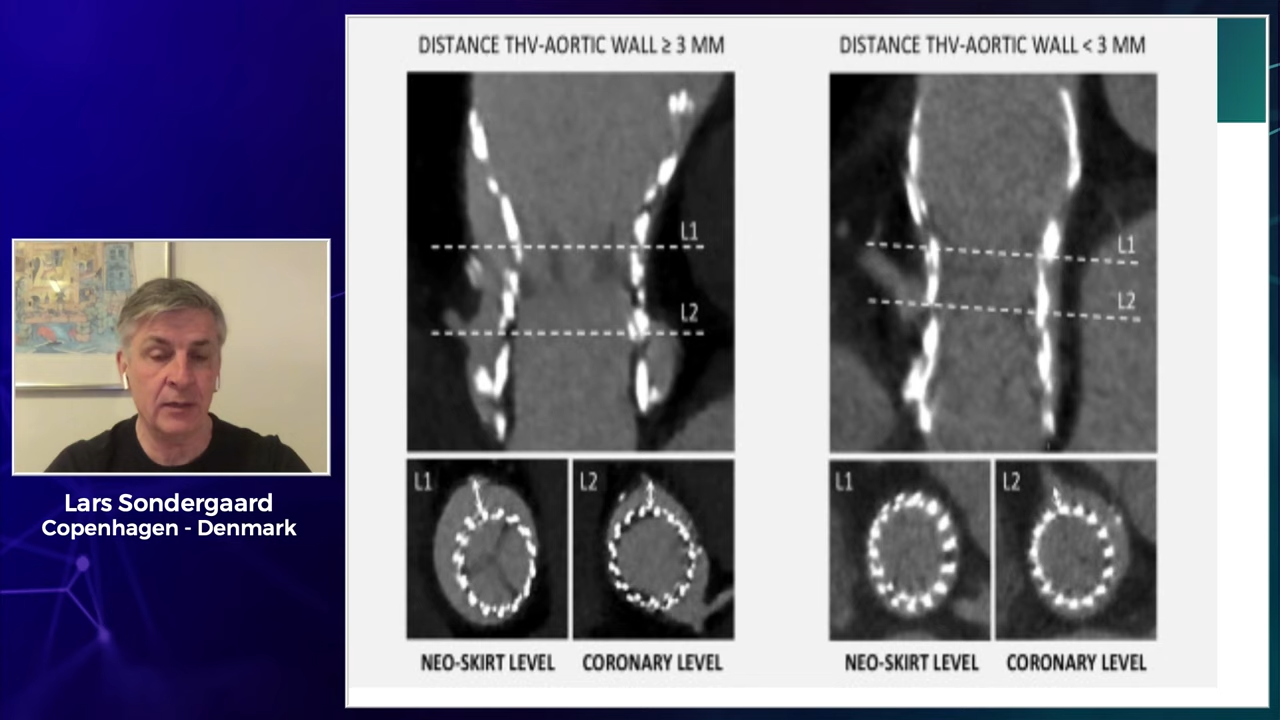 DISTANCE THV-AORTIC WALL ≥ 3 MM
L1
L2
L1
L2
NEO-SKIRT LEVEL
CORONARY LEVEL
DISTANCE THV-AORTIC WALL < 3 MM
L1
L2
L1
L2
NEO-SKIRT LEVEL
CORONARY LEVEL
Lars Sondergaard
Copenhagen - Denmark